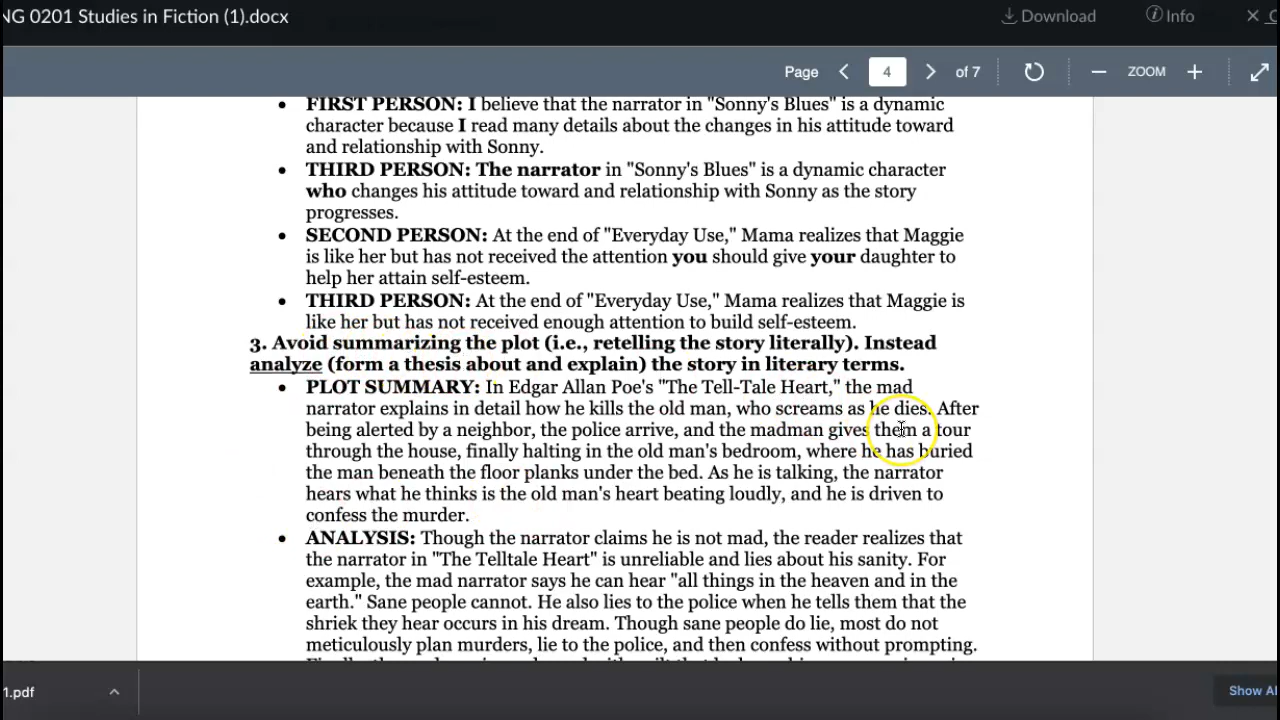 NG 0201 Studies in Fiction (1).docx
Download Info
Page 4 of 7 ZOOM
• FIRST PERSON: I believe that the narrator in "Sonny's Blues" is a dynamic
character because I read many details about the changes in his attitude toward
and relationship with Sonny.
• THIRD PERSON: The narrator in "Sonny's Blues" is a dynamic character
who changes his attitude toward and relationship with Sonny as the story
progresses.
• SECOND PERSON: At the end of "Everyday Use," Mama realizes that Maggie
is like her but has not received the attention you should give your daughter to
help her attain self-esteem.
• THIRD PERSON: At the end of "Everyday Use," Mama realizes that Maggie is
like her but has not received enough attention to build self-esteem.
3. Avoid summarizing the plot (i.e., retelling the story literally). Instead
analyze (form a thesis about and explain) the story in literary terms.
• PLOT SUMMARY: In Edgar Allan Poe's "The Tell-Tale Heart," the mad
narrator explains in detail how he kills the old man, who screams as he dies. After
being alerted by a neighbor, the police arrive, and the madman gives them a tour
through the house, finally halting in the old man's bedroom, where he has buried
the man beneath the floor planks under the bed. As he is talking, the narrator
hears what he thinks is the old man's heart beating loudly, and he is driven to
confess the murder.
• ANALYSIS: Though the narrator claims he is not mad, the reader realizes that
the narrator in "The Telltale Heart" is unreliable and lies about his sanity. For
example, the mad narrator says he can hear "all things in the heaven and in the
earth." Sane people cannot. He also lies to the police when he tells them that the
shriek they hear occurs in his dream. Though sane people do lie, most do not
meticulously plan murders, lie to the police, and then confess without prompting.
1.pdf
Show Al